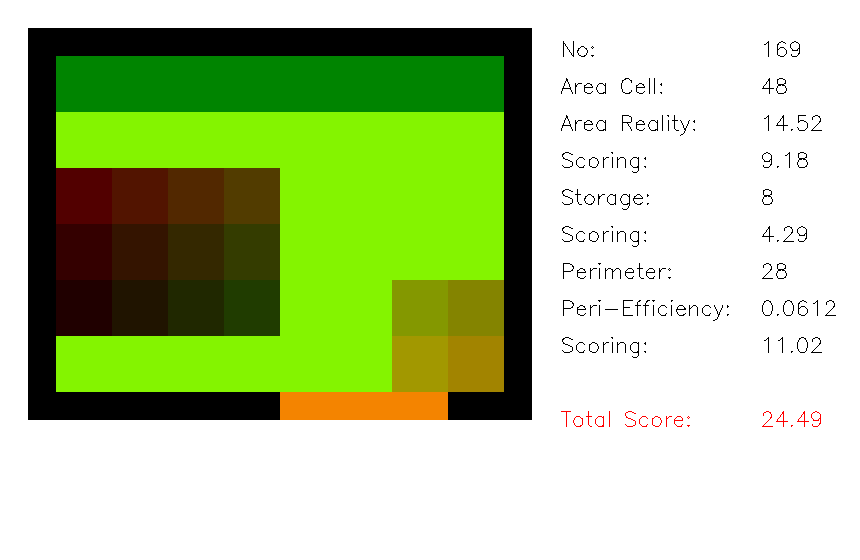 No: 169
Area Cell: 48
Area Reality: 14.52
Scoring: 9.18
Storage: 8
Scoring: 4.29
Perimeter: 28
Peri-Efficiency: 0.0612
Scoring: 11.02
Total Score: 24.49